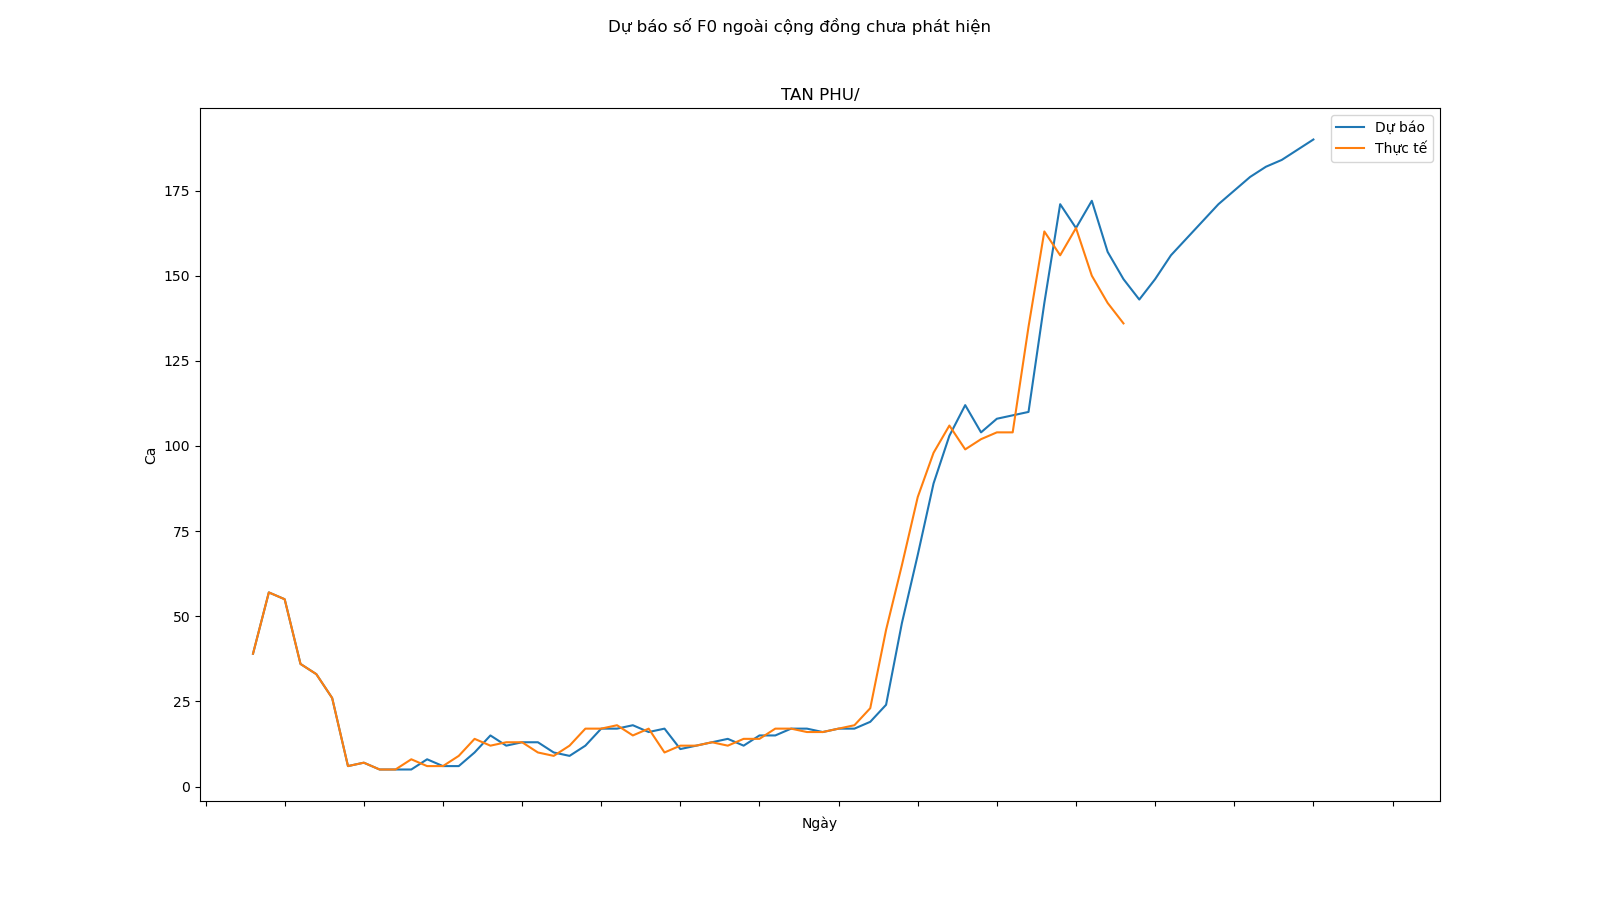 Dự báo số F0 ngoài cộng đồng chưa phát hiện
TAN PHU/
Dự báo
Thực tế
175
150
125
100
75
50
25
0
Ca
Ngày